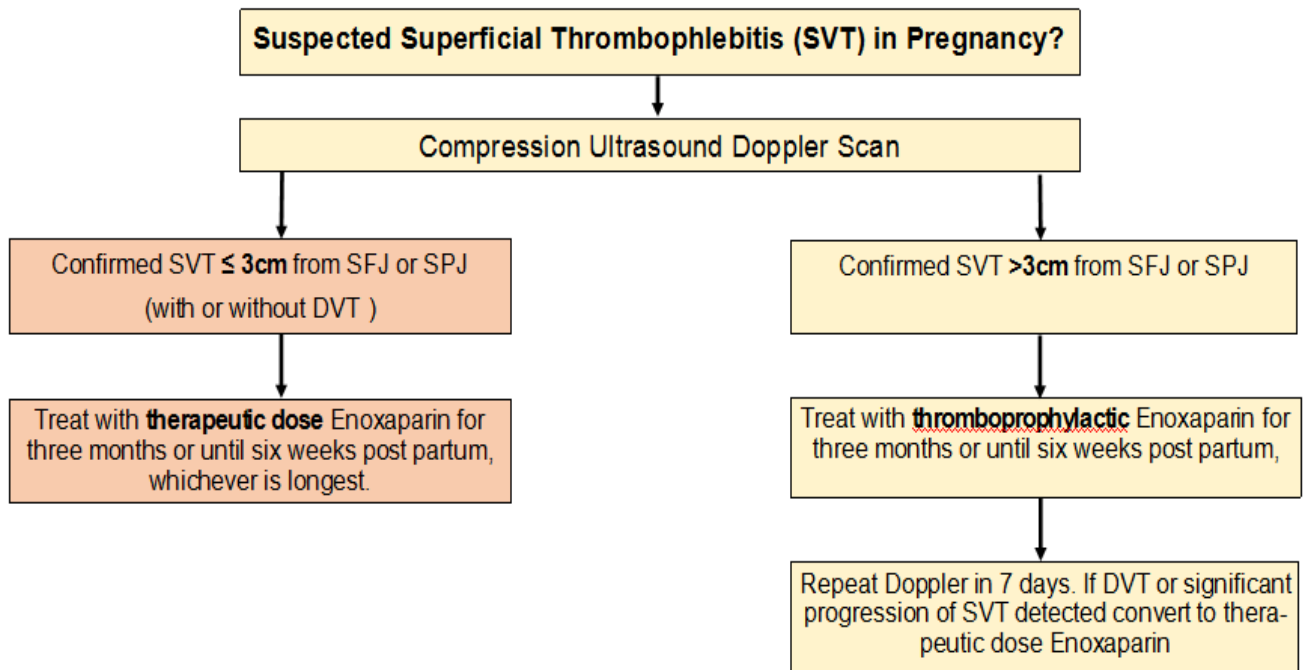 Suspected Superficial Thrombophlebitis (SVT) in Pregnancy?
Compression Ultrasound Doppler Scan
Confirmed SVT ≤ 3cm from SFJ or SPJ
(with or without DVT )
Treat with therapeutic dose Enoxaparin for
three months or until six weeks post partum,
whichever is longest.
Confirmed SVT >3cm from SFJ or SPJ
Treat with thromboprophylactic Enoxaparin for
three months or until six weeks post partum,
Repeat Doppler in 7 days. If DVT or significant
progression of SVT detected convert to thera-
peutic dose Enoxaparin